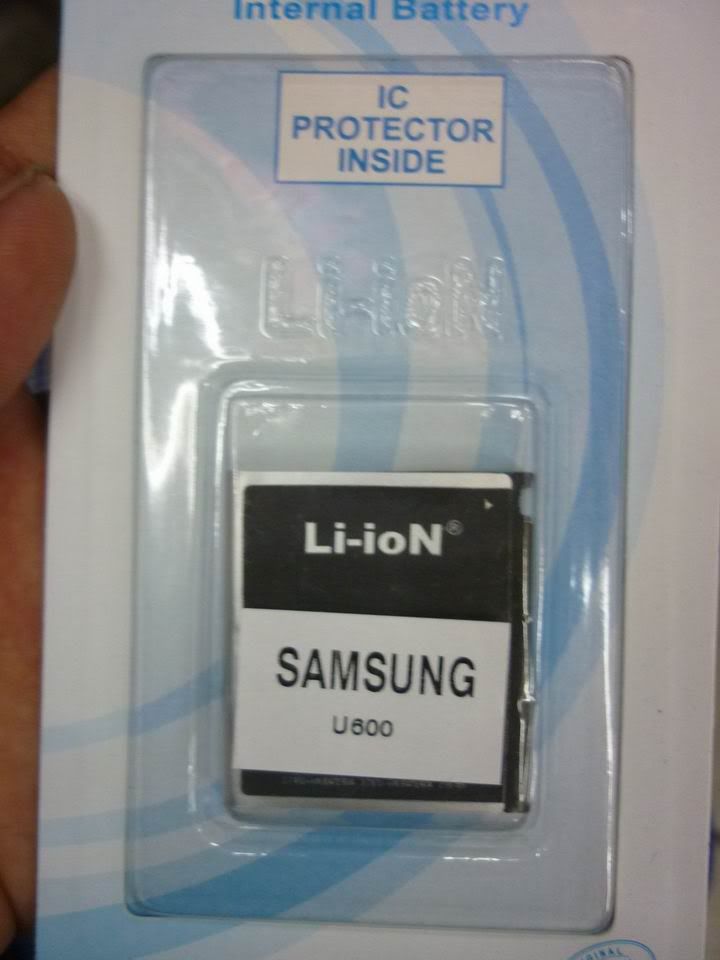 Internal Battery
IC
PROTECTOR
INSIDE
Li-ioN
Li-ioN®
SAMSUNG
U600